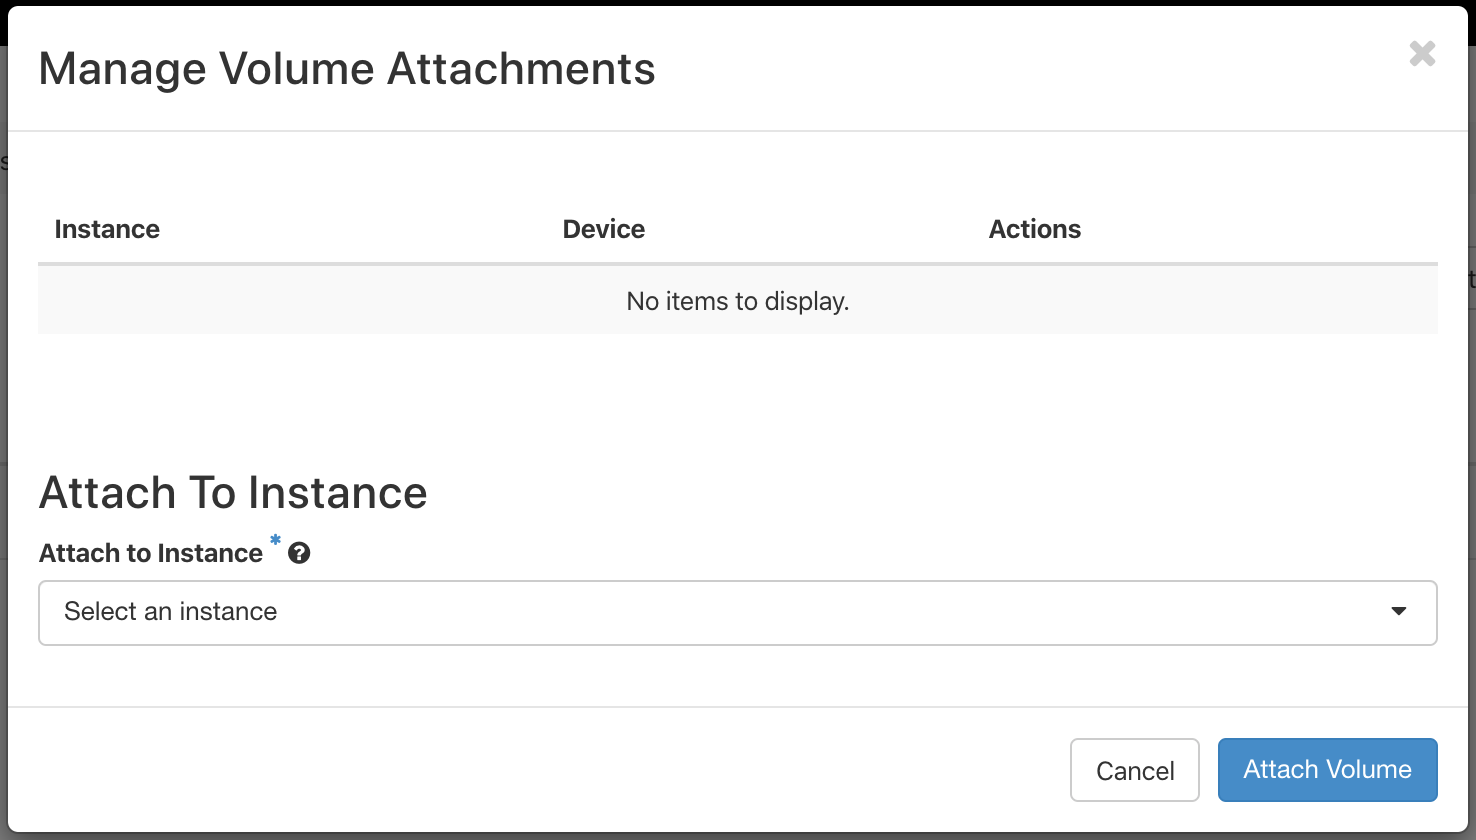 Manage Volume Attachments
Instance Device Actions
No items to display.
Attach To Instance
Attach to Instance *
Select an instance
Cancel Attach Volume